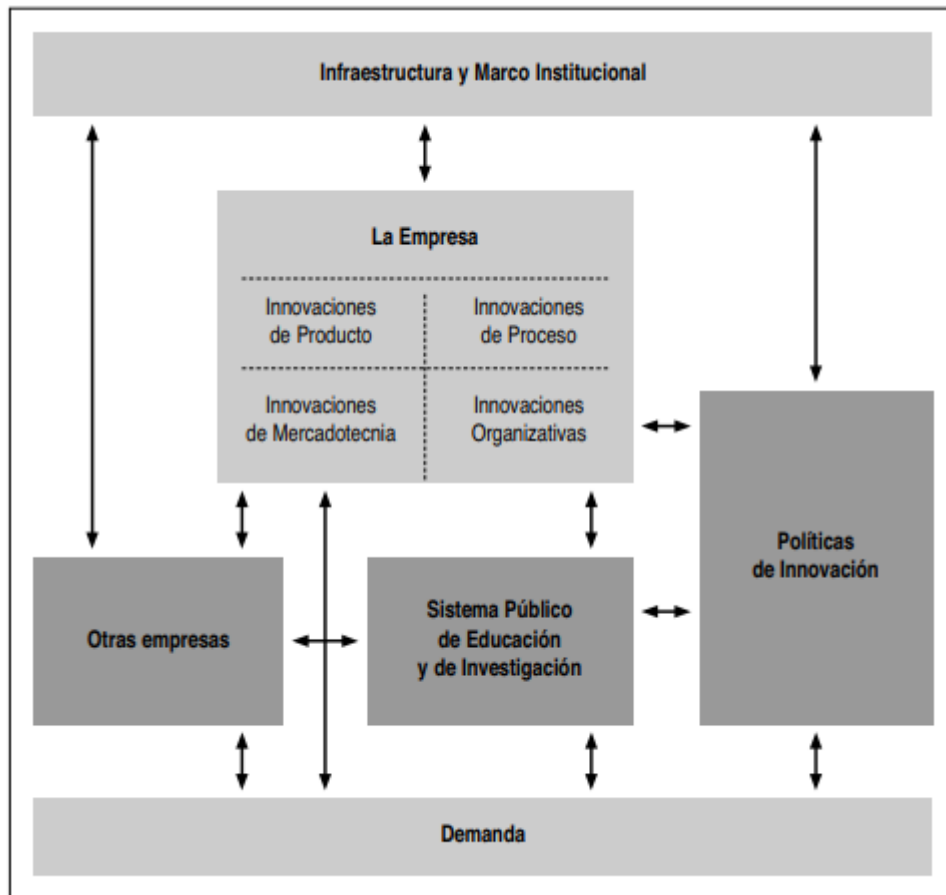 Infraestructura y Marco Institucional
La Empresa
Innovaciones
de Producto
Innovaciones
de Proceso
Innovaciones
de Mercadotecnia
Innovaciones
Organizativas
Políticas
de Innovación
Otras empresas
Sistema Público
de Educación
y de Investigación
Demanda